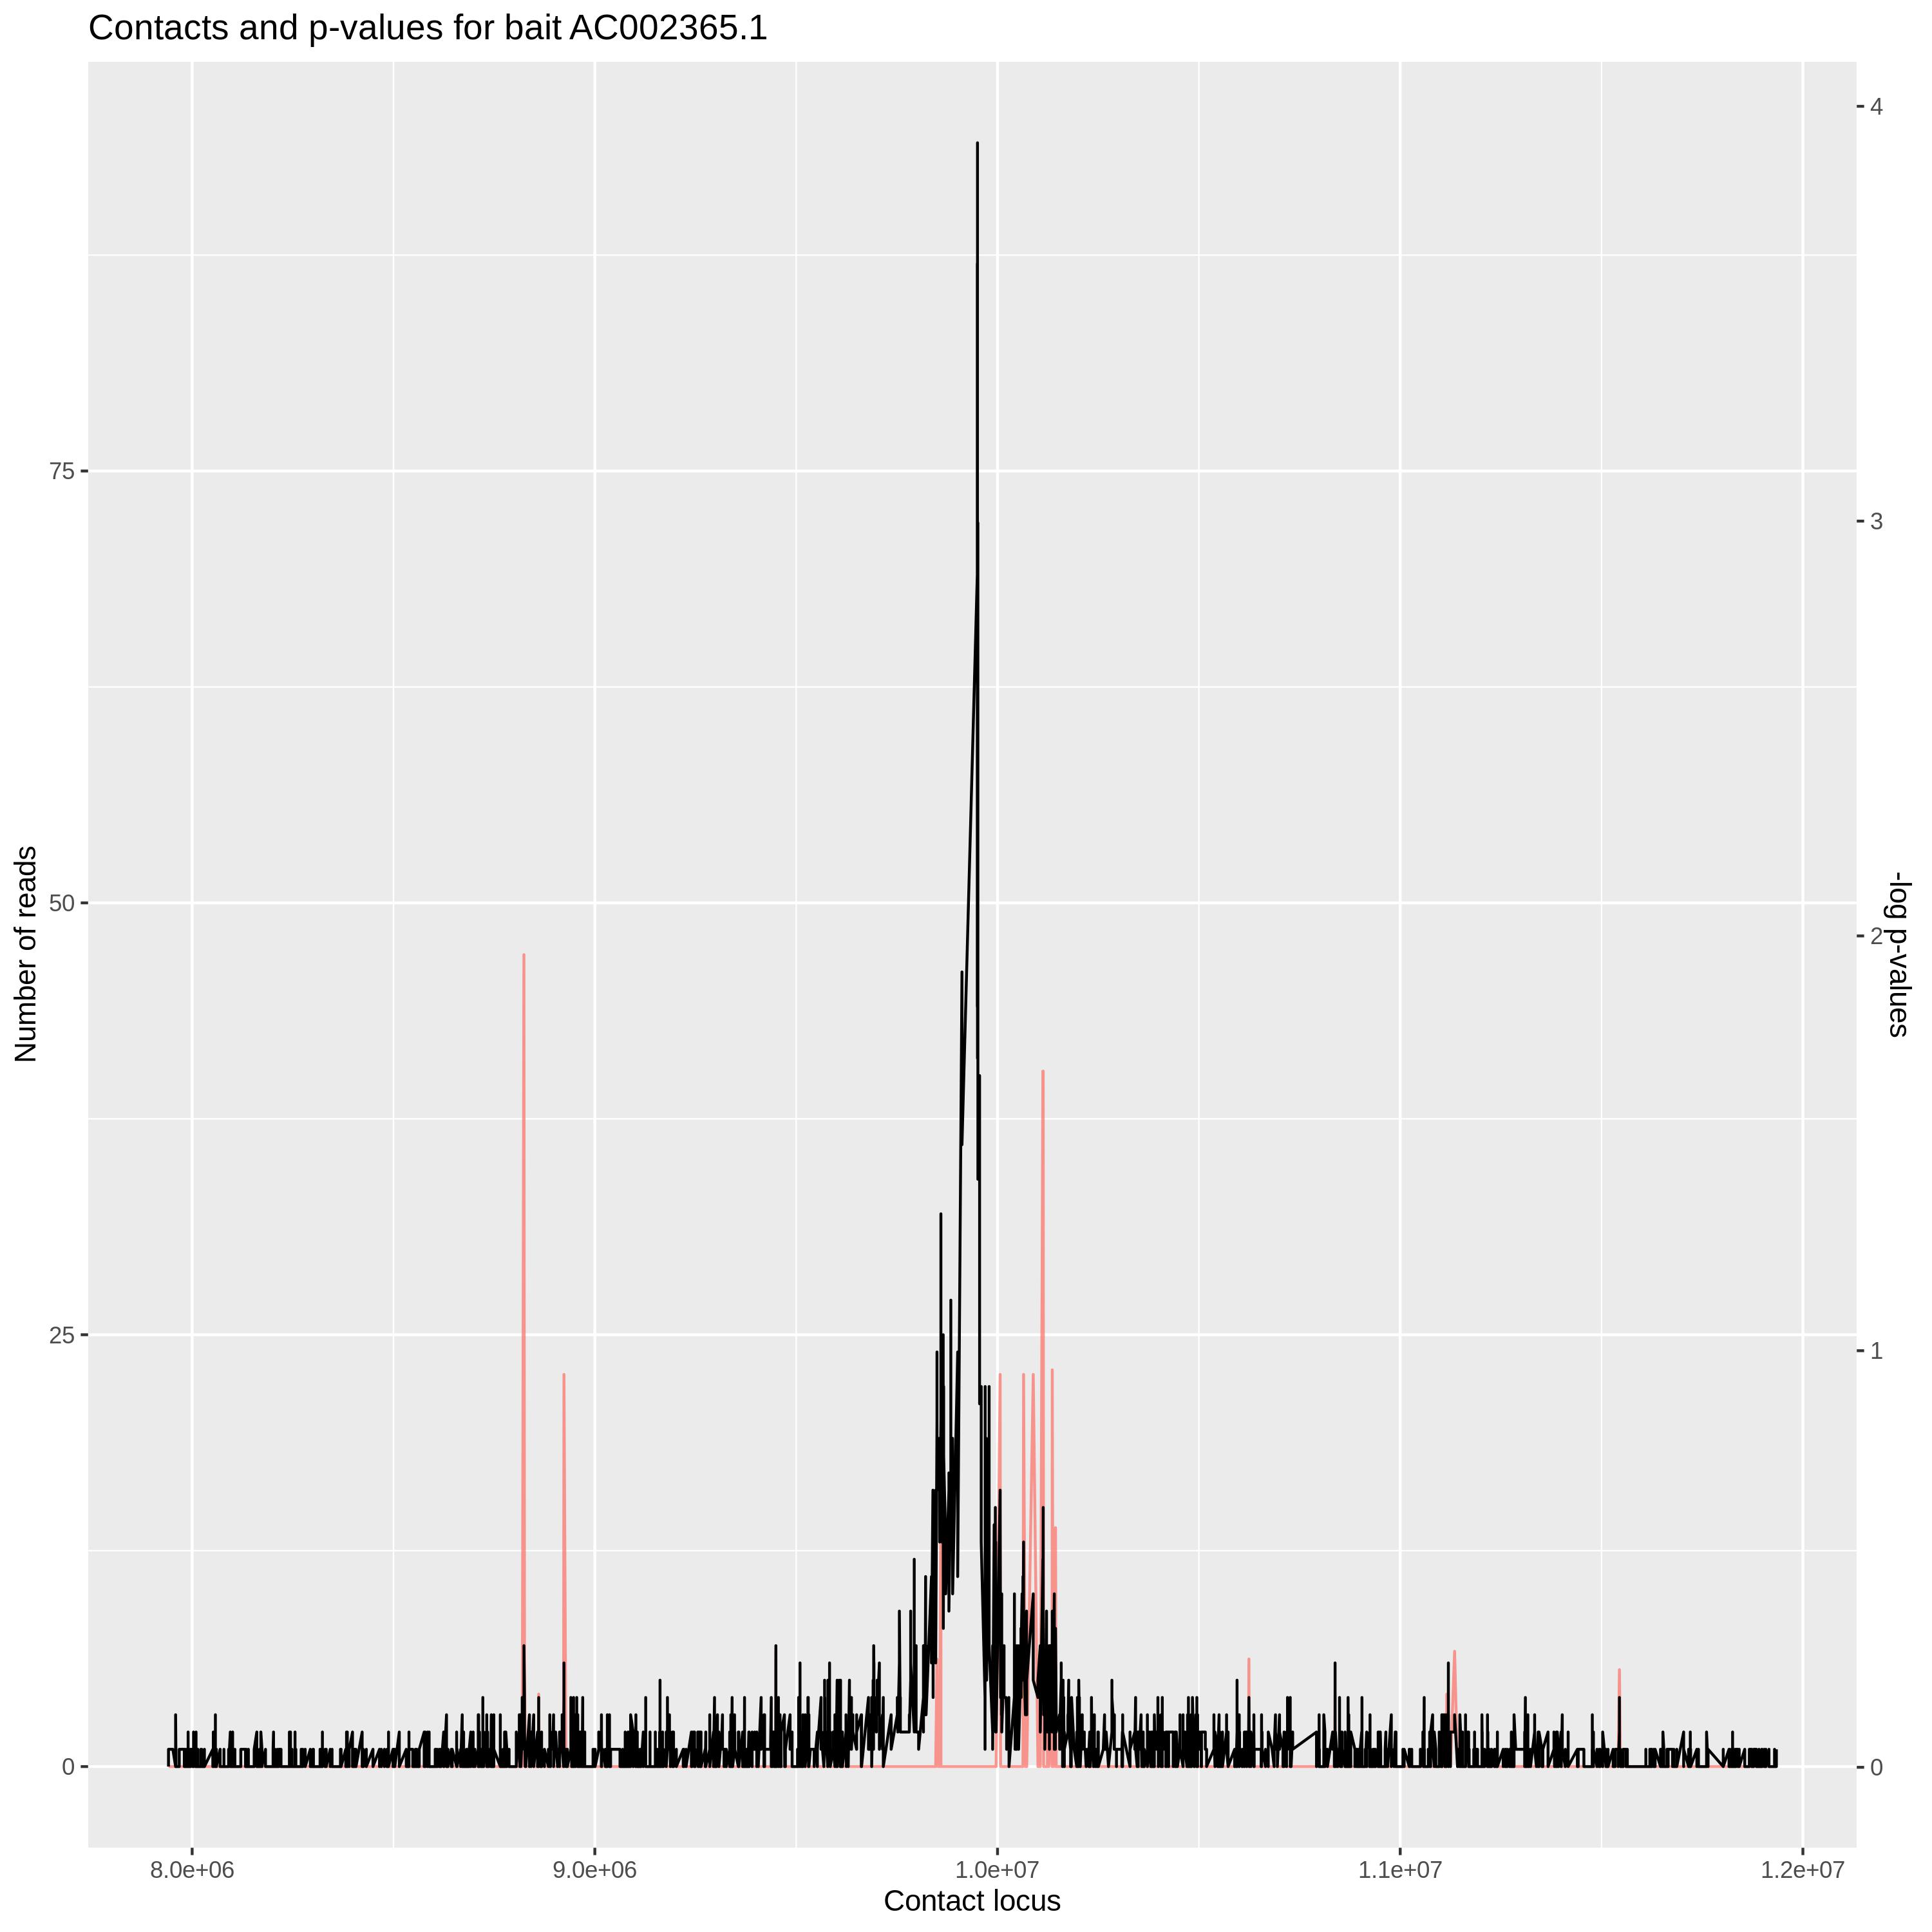 Contacts and p-values for bait AC002365.1
Number of reads
75
50
25
0
4
3
2
1
0
-log p-values
8.0e+06
9.0e+06
1.0e+07
1.1e+07
1.2e+07
Contact locus